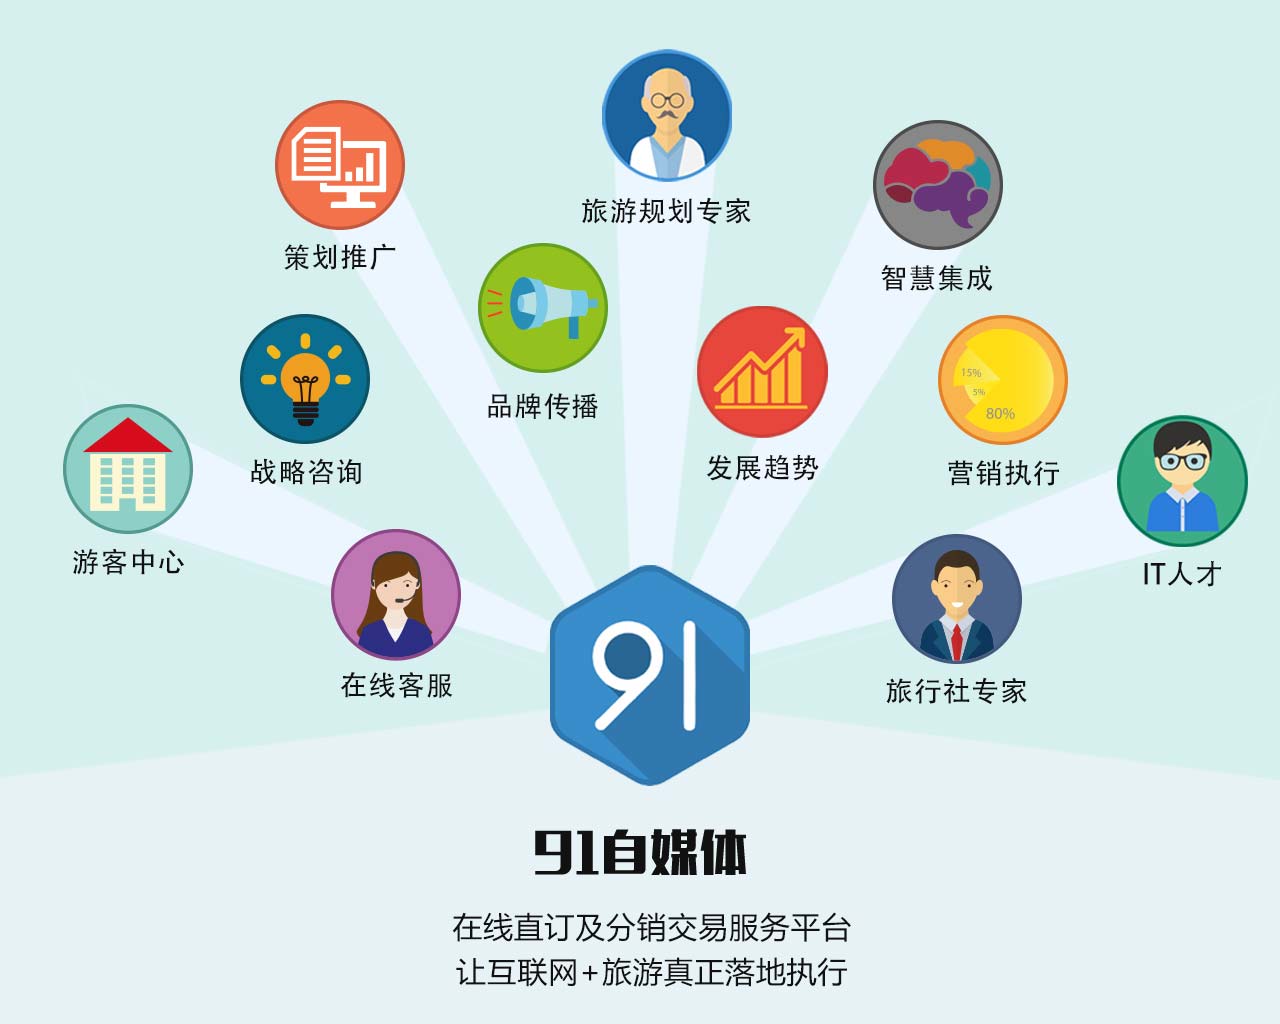 旅游规划专家
策划推广
智慧集成
品牌传播
15%
5%
80%
战略咨询
发展趋势
营销执行
游客中心
IT人才
在线客服
旅行社专家
91
91自媒体
在线直订及分销交易服务平台
让互联网+旅游真正落地执行